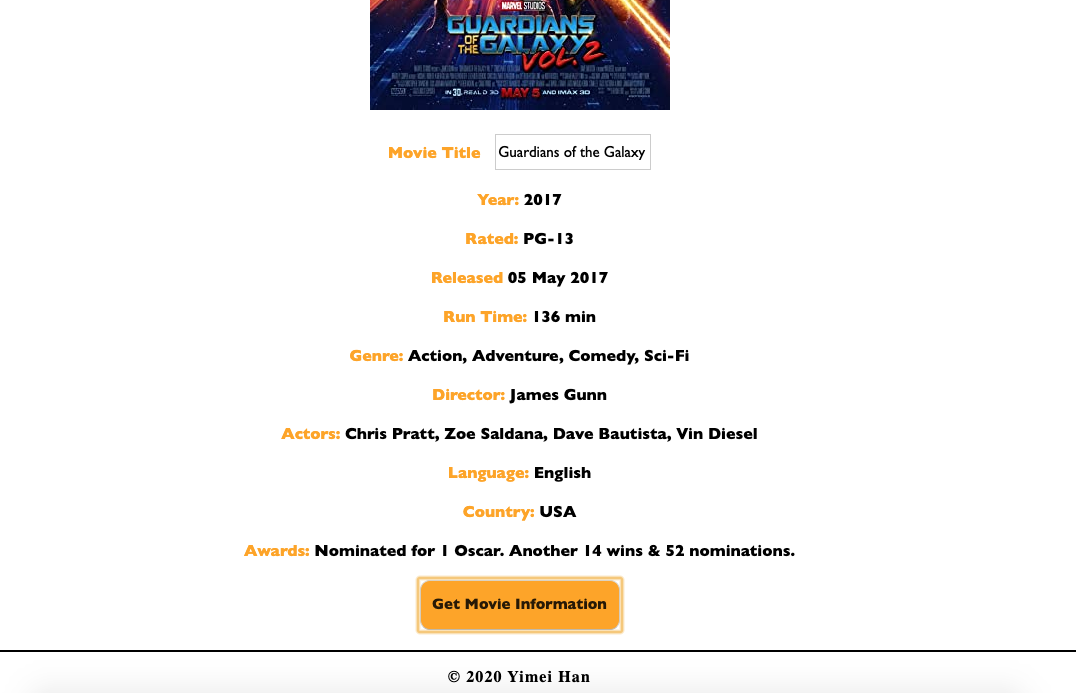 MARVEL STUDIOS
GUARDIANS
OF THE GALAXY
VOL. 2
IN 3D, REAL D 3D MAY 5 AND IMAX 3D
Movie Title Guardians of the Galaxy
Year: 2017
Rated: PG-13
Released 05 May 2017
Run Time: 136 min
Genre: Action, Adventure, Comedy, Sci-Fi
Director: James Gunn
Actors: Chris Pratt, Zoe Saldana, Dave Bautista, Vin Diesel
Language: English
Country: USA
Awards: Nominated for 1 Oscar. Another 14 wins & 52 nominations.
Get Movie Information
© 2020 Yimei Han